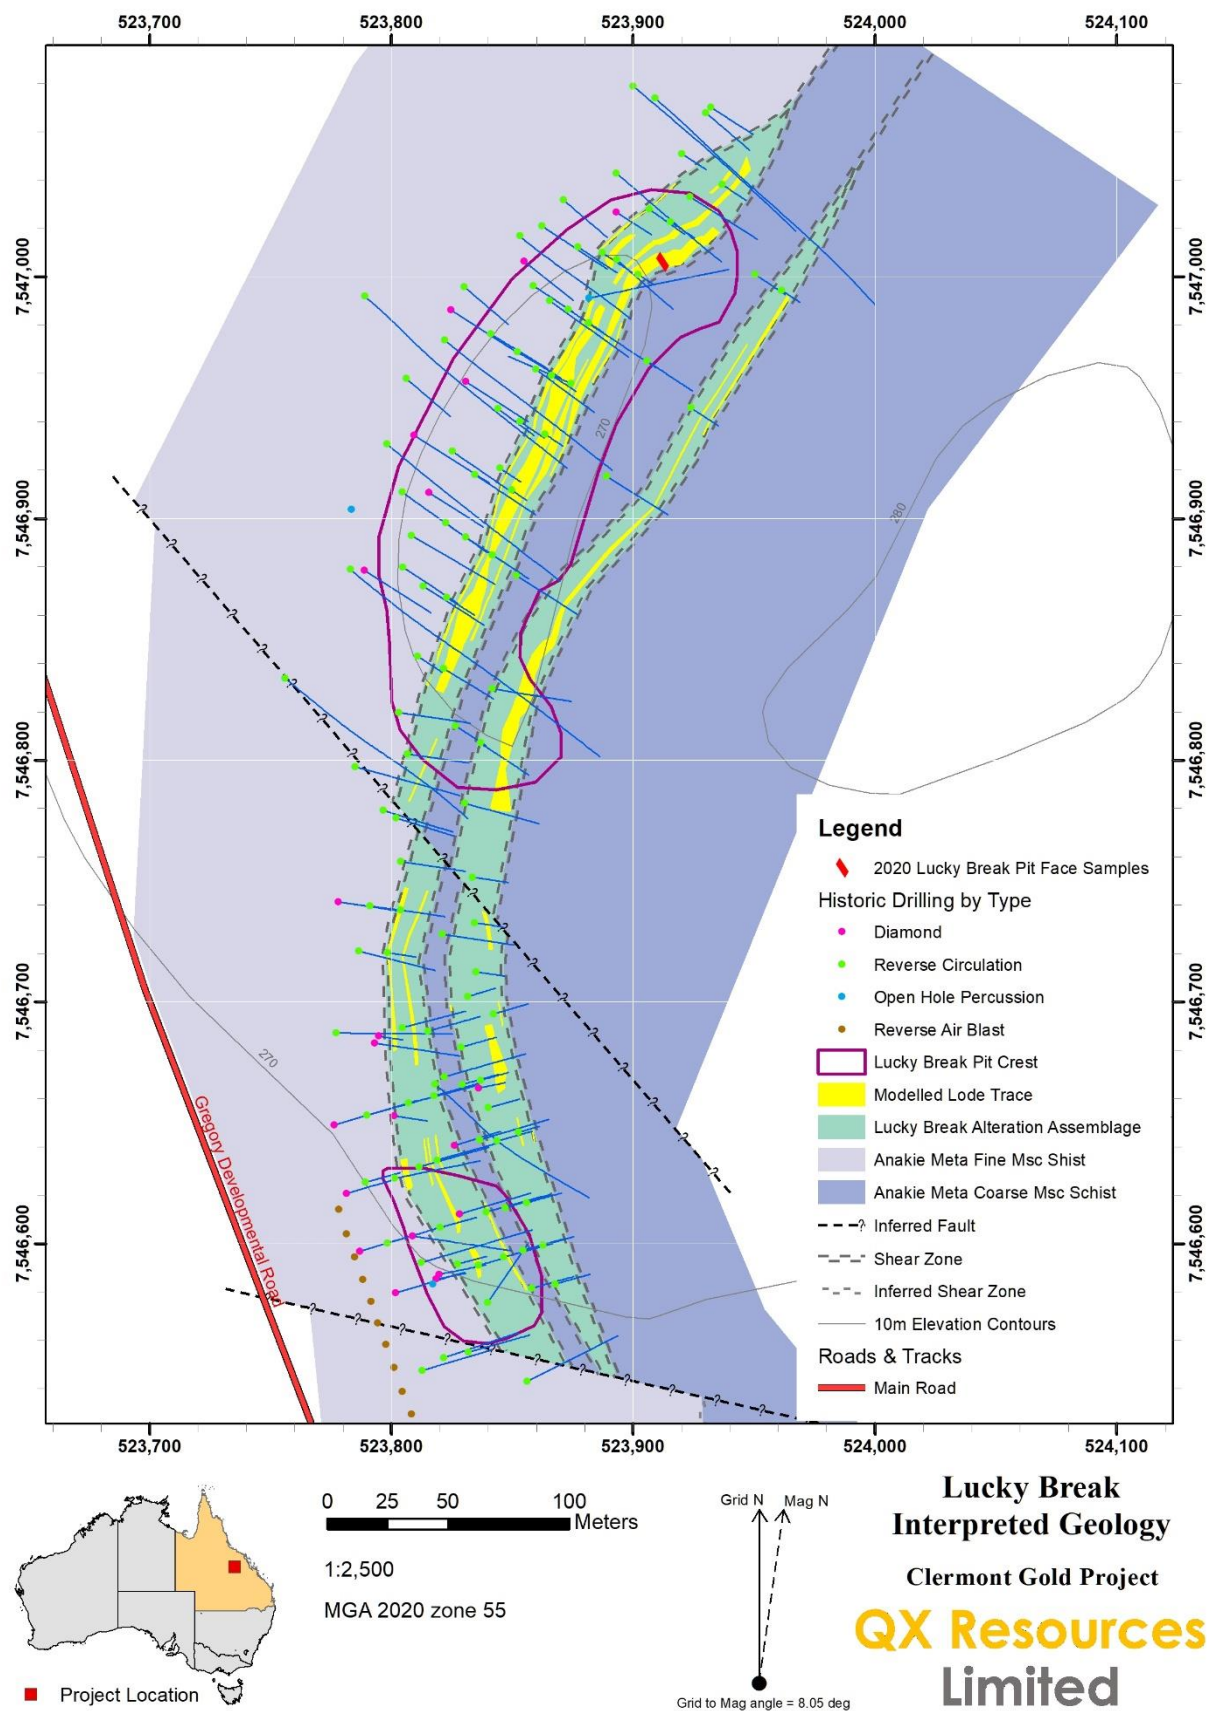 523,700 523,800 523,900 524,000 524,100
7,547,000 7,547,000
270
280
7,546,900 7,546,900
7,546,800 7,546,800
7,546,700 7,546,700
270
Gregory Developmental Road
7,546,600 7,546,600
Legend
2020 Lucky Break Pit Face Samples
Historic Drilling by Type
Diamond
Reverse Circulation
Open Hole Percussion
Reverse Air Blast
Lucky Break Pit Crest
Modelled Lode Trace
Lucky Break Alteration Assemblage
Anakie Meta Fine Msc Shist
Anakie Meta Coarse Msc Schist
? Inferred Fault
Shear Zone
Inferred Shear Zone
10m Elevation Contours
Roads & Tracks
Main Road
523,700 523,800 523,900 524,000 524,100
Project Location
0 25 50 100
Meters
1:2,500
MGA 2020 zone 55
Grid N Mag N
Grid to Mag angle = 8.05 deg
Lucky Break
Interpreted Geology
Clermont Gold Project
QX Resources
Limited